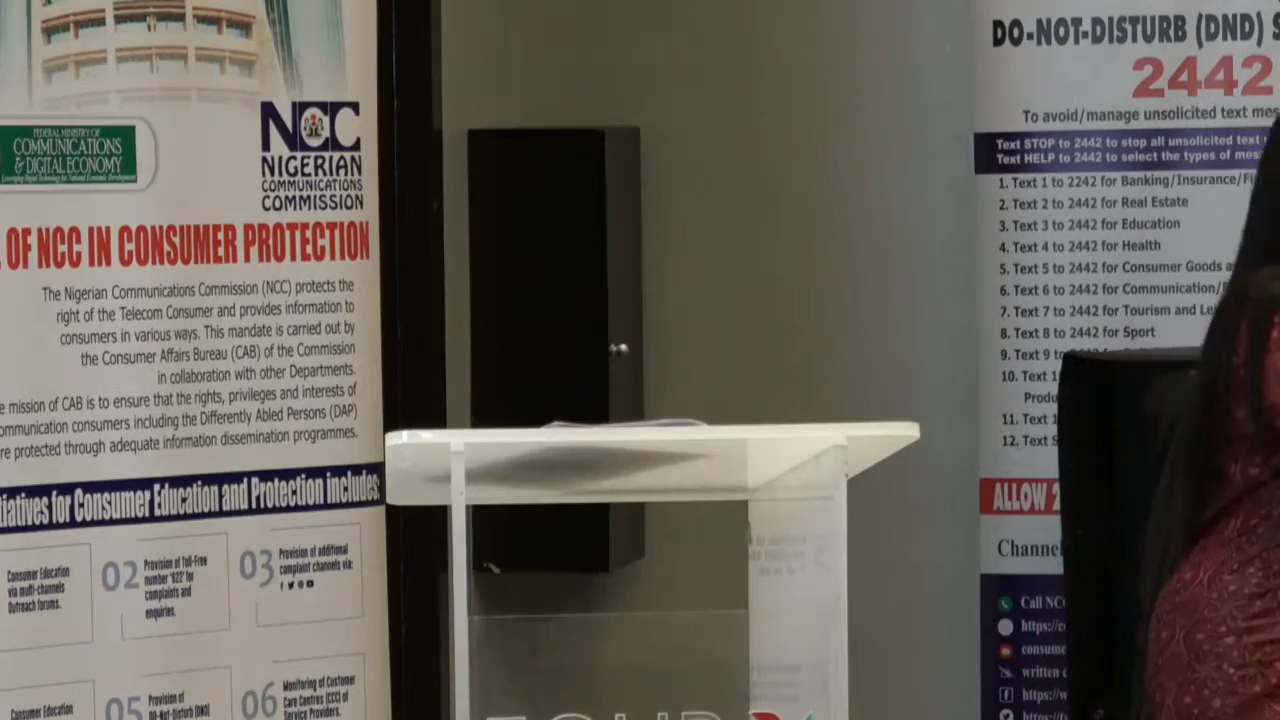 FEDERAL MINISTRY OF
COMMUNICATIONS
& DIGITAL ECONOMY
Leveraging Digital Technology for National Economic Development
NCC
NIGERIAN
COMMUNICATIONS
COMMISSION
OF NCC IN CONSUMER PROTECTION
The Nigerian Communications Commission (NCC) protects the
right of the Telecom Consumer and provides information to
consumers in various ways. This mandate is carried out by
the Consumer Affairs Bureau (CAB) of the Commission
in collaboration with other Departments.
mission of CAB is to ensure that the rights, privileges and interests of
ommunication consumers including the Differently Abled Persons (DAP)
re protected through adequate information dissemination programmes.
tiatives for Consumer Education and Protection includes:
Consumer Education
via multi-channels
Outreach forums.
02 Provision of Toll-Free
number '622' for
complaints and
enquiries.
03 Provision of additional
complaint channels via:
Consumer Education
05 Provision of
Do-Not-Disturb (DND)
06 Monitoring of Customer
Care Centres (CCC) of
Service Providers.
DO-NOT-DISTURB (DND) S
2442
To avoid/manage unsolicited text mes
Text STOP to 2442 to stop all unsolicited text
Text HELP to 2442 to select the types of mes
1. Text 1 to 2242 for Banking/Insurance/Fi
2. Text 2 to 2442 for Real Estate
3. Text 3 to 2442 for Education
4. Text 4 to 2442 for Health
5. Text 5 to 2442 for Consumer Goods a
6. Text 6 to 2442 for Communication/
7. Text 7 to 2442 for Tourism and Lei
8. Text 8 to 2442 for Sport
9. Text 9 to
10. Text 1
Produ
11. Text 1
12. Text S
ALLOW 2
Channel
Call NC
https://c
consume
written
https://w
https://t